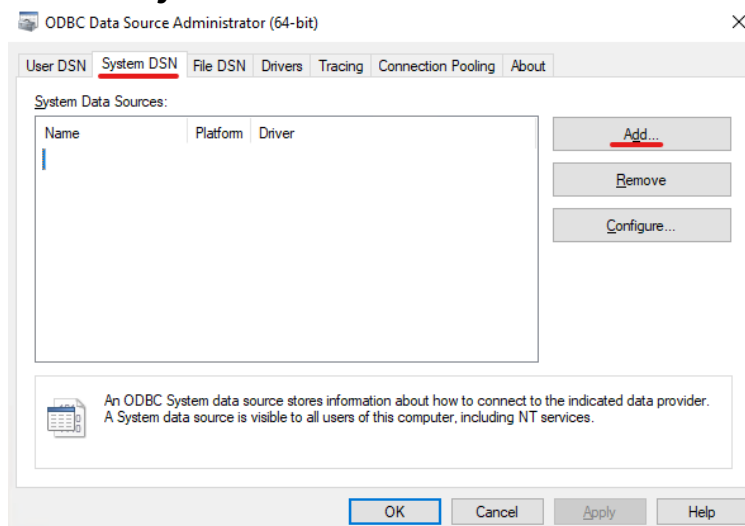 ODBC Data Source Administrator (64-bit)
User DSN System DSN File DSN Drivers Tracing Connection Pooling About
System Data Sources:
Name Platform Driver
Add...
Remove
Configure...
An ODBC System data source stores information about how to connect to the indicated data provider.
A System data source is visible to all users of this computer, including NT services.
OK Cancel Apply Help